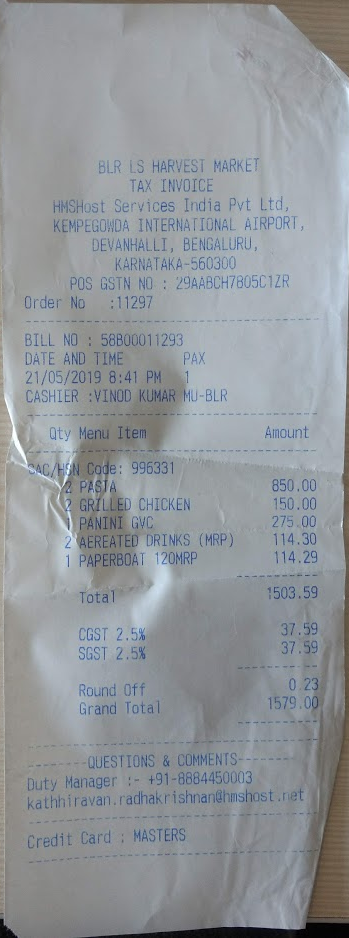 BLR LS HARVEST MARKET
TAX INVOICE
HMSHost Services India Pvt Ltd,
KEMPEGOWDA INTERNATIONAL AIRPORT,
DEVANHALLI, BENGALURU,
KARNATAKA-560300
POS GSTN NO : 29AABCH7805C1ZR
Order No :11297
BILL NO : 58B00011293
DATE AND TIME PAX
21/05/2019 8:41 PM 1
CASHIER :VINOD KUMAR MU-BLR
Qty Menu Item Amount
SAC/HSN Code: 996331
2 PASTA 850.00
2 GRILLED CHICKEN 150.00
1 PANINI GVC 275.00
2 AEREATED DRINKS (MRP) 114.30
1 PAPERBOAT 120MRP 114.29
Total 1503.59
CGST 2.5% 37.59
SGST 2.5% 37.59
Round Off 0.23
Grand Total 1579.00
-------QUESTIONS & COMMENTS-------
Duty Manager :- +91-8884450003
kathhiravan.radhakrishnan@hmshost.net
Credit Card : MASTERS